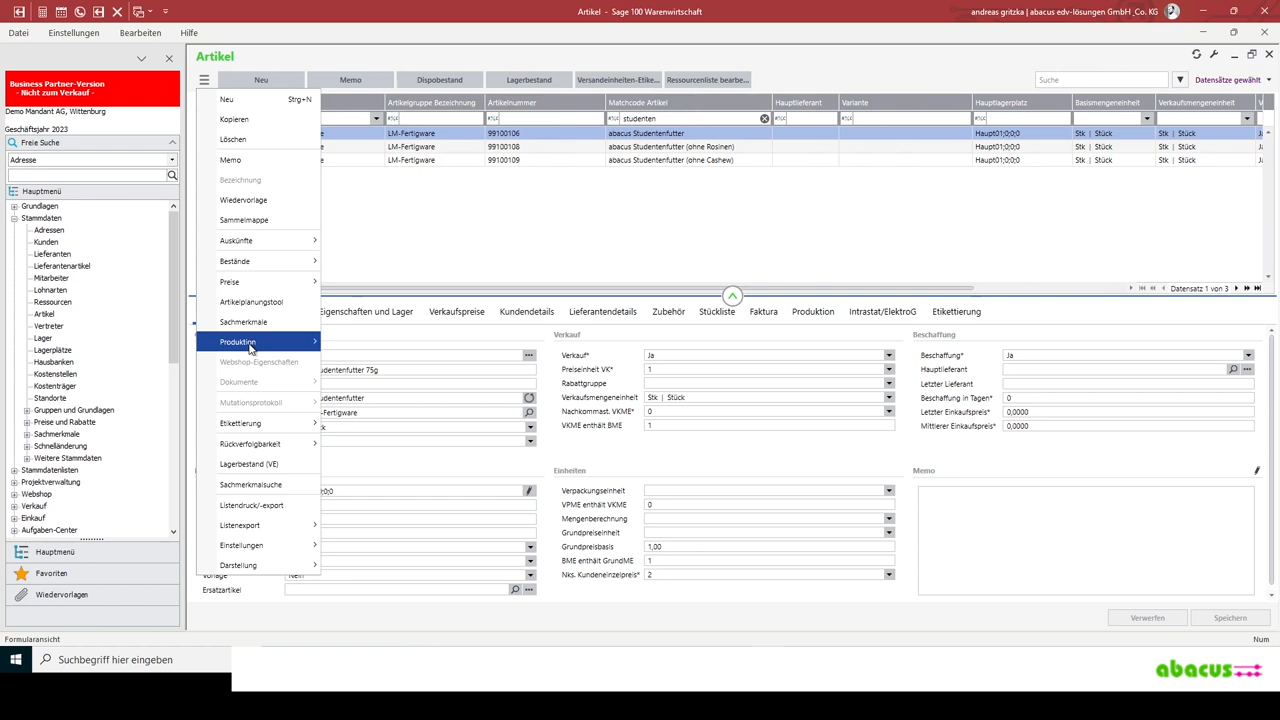 Artikel - Sage 100 Warenwirtschaft
andreas gritzka | abacus edv-lösungen GmbH _Co. KG
Datei
Einstellungen
Bearbeiten
Hilfe
Business Partner-Version
- Nicht zum Verkauf -
Demo Mandant AG, Wittenburg
Geschäftsjahr 2023
Freie Suche
Adresse
Hauptmenü
Grundlagen
Stammdaten
Adressen
Kunden
Lieferanten
Lieferantenartikel
Mitarbeiter
Lohnarten
Ressourcen
Artikel
Vertreter
Lager
Lagerplätze
Hausbanken
Kostenstellen
Kostenträger
Standorte
Gruppen und Grundlagen
Preise und Rabatte
Sachmerkmale
Schnelländerung
Weitere Stammdaten
Stammdatenlisten
Projektverwaltung
Webshop
Verkauf
Einkauf
Aufgaben-Center
Hauptmenü
Favoriten
Wiedervorlagen
Artikel
Neu
Memo
Dispobestand
Lagerbestand
Versandeinheiten-Etike...
Ressourcenliste bearbe...
Suche
Datensätze gewählt
Artikelgruppe Bezeichnung
Artikelnummer
Matchcode Artikel
Hauptlieferant
Variante
Hauptlagerplatz
Basismengeneinheit
Verkaufsmengeneinheit
studenten
LM-Fertigware 99100106 abacus Studentenfutter Haupt01;0;0;0 Stk | Stück Stk | Stück
LM-Fertigware 99100108 abacus Studentenfutter (ohne Rosinen) Haupt01;0;0;0 Stk | Stück Stk | Stück
LM-Fertigware 99100109 abacus Studentenfutter (ohne Cashew) Haupt01;0;0;0 Stk | Stück Stk | Stück
Datensatz 1 von 3
Neu Strg+N
Kopieren
Löschen
Memo
Bezeichnung
Wiedervorlage
Sammelmappe
Auskünfte
Bestände
Preise
Artikelplanungstool
Sachmerkmale
Produktion
Webshop-Eigenschaften
Dokumente
Mutationsprotokoll
Etikettierung
Rückverfolgbarkeit
Lagerbestand (VE)
Sachmerkmalsuche
Listendruck/-export
Listenexport
Einstellungen
Darstellung
Eigenschaften und Lager
Verkaufspreise
Kundendetails
Lieferantendetails
Zubehör
Stückliste
Faktura
Produktion
Intrastat/ElektroG
Etikettierung
Ersatzartikel
Verkauf
Verkauf* Ja
Preiseinheit VK* 1
Rabattgruppe
Verkaufsmengeneinheit Stk | Stück
Nachkommast. VKME* 0
VKME enthält BME 1
Einheiten
Verpackungseinheit
VPME enthält VKME 0
Mengenberechnung
Grundpreiseinheit
Grundpreisbasis 1,00
BME enthält GrundME 1
Nks. Kundeneinzelpreis* 2
Beschaffung
Beschaffung* Ja
Hauptlieferant
Letzter Lieferant
Beschaffung in Tagen* 0
Letzter Einkaufspreis* 0,0000
Mittlerer Einkaufspreis* 0,0000
Memo
Verwerfen
Speichern
Formularansicht
Num
Suchbegriff hier eingeben
abacus